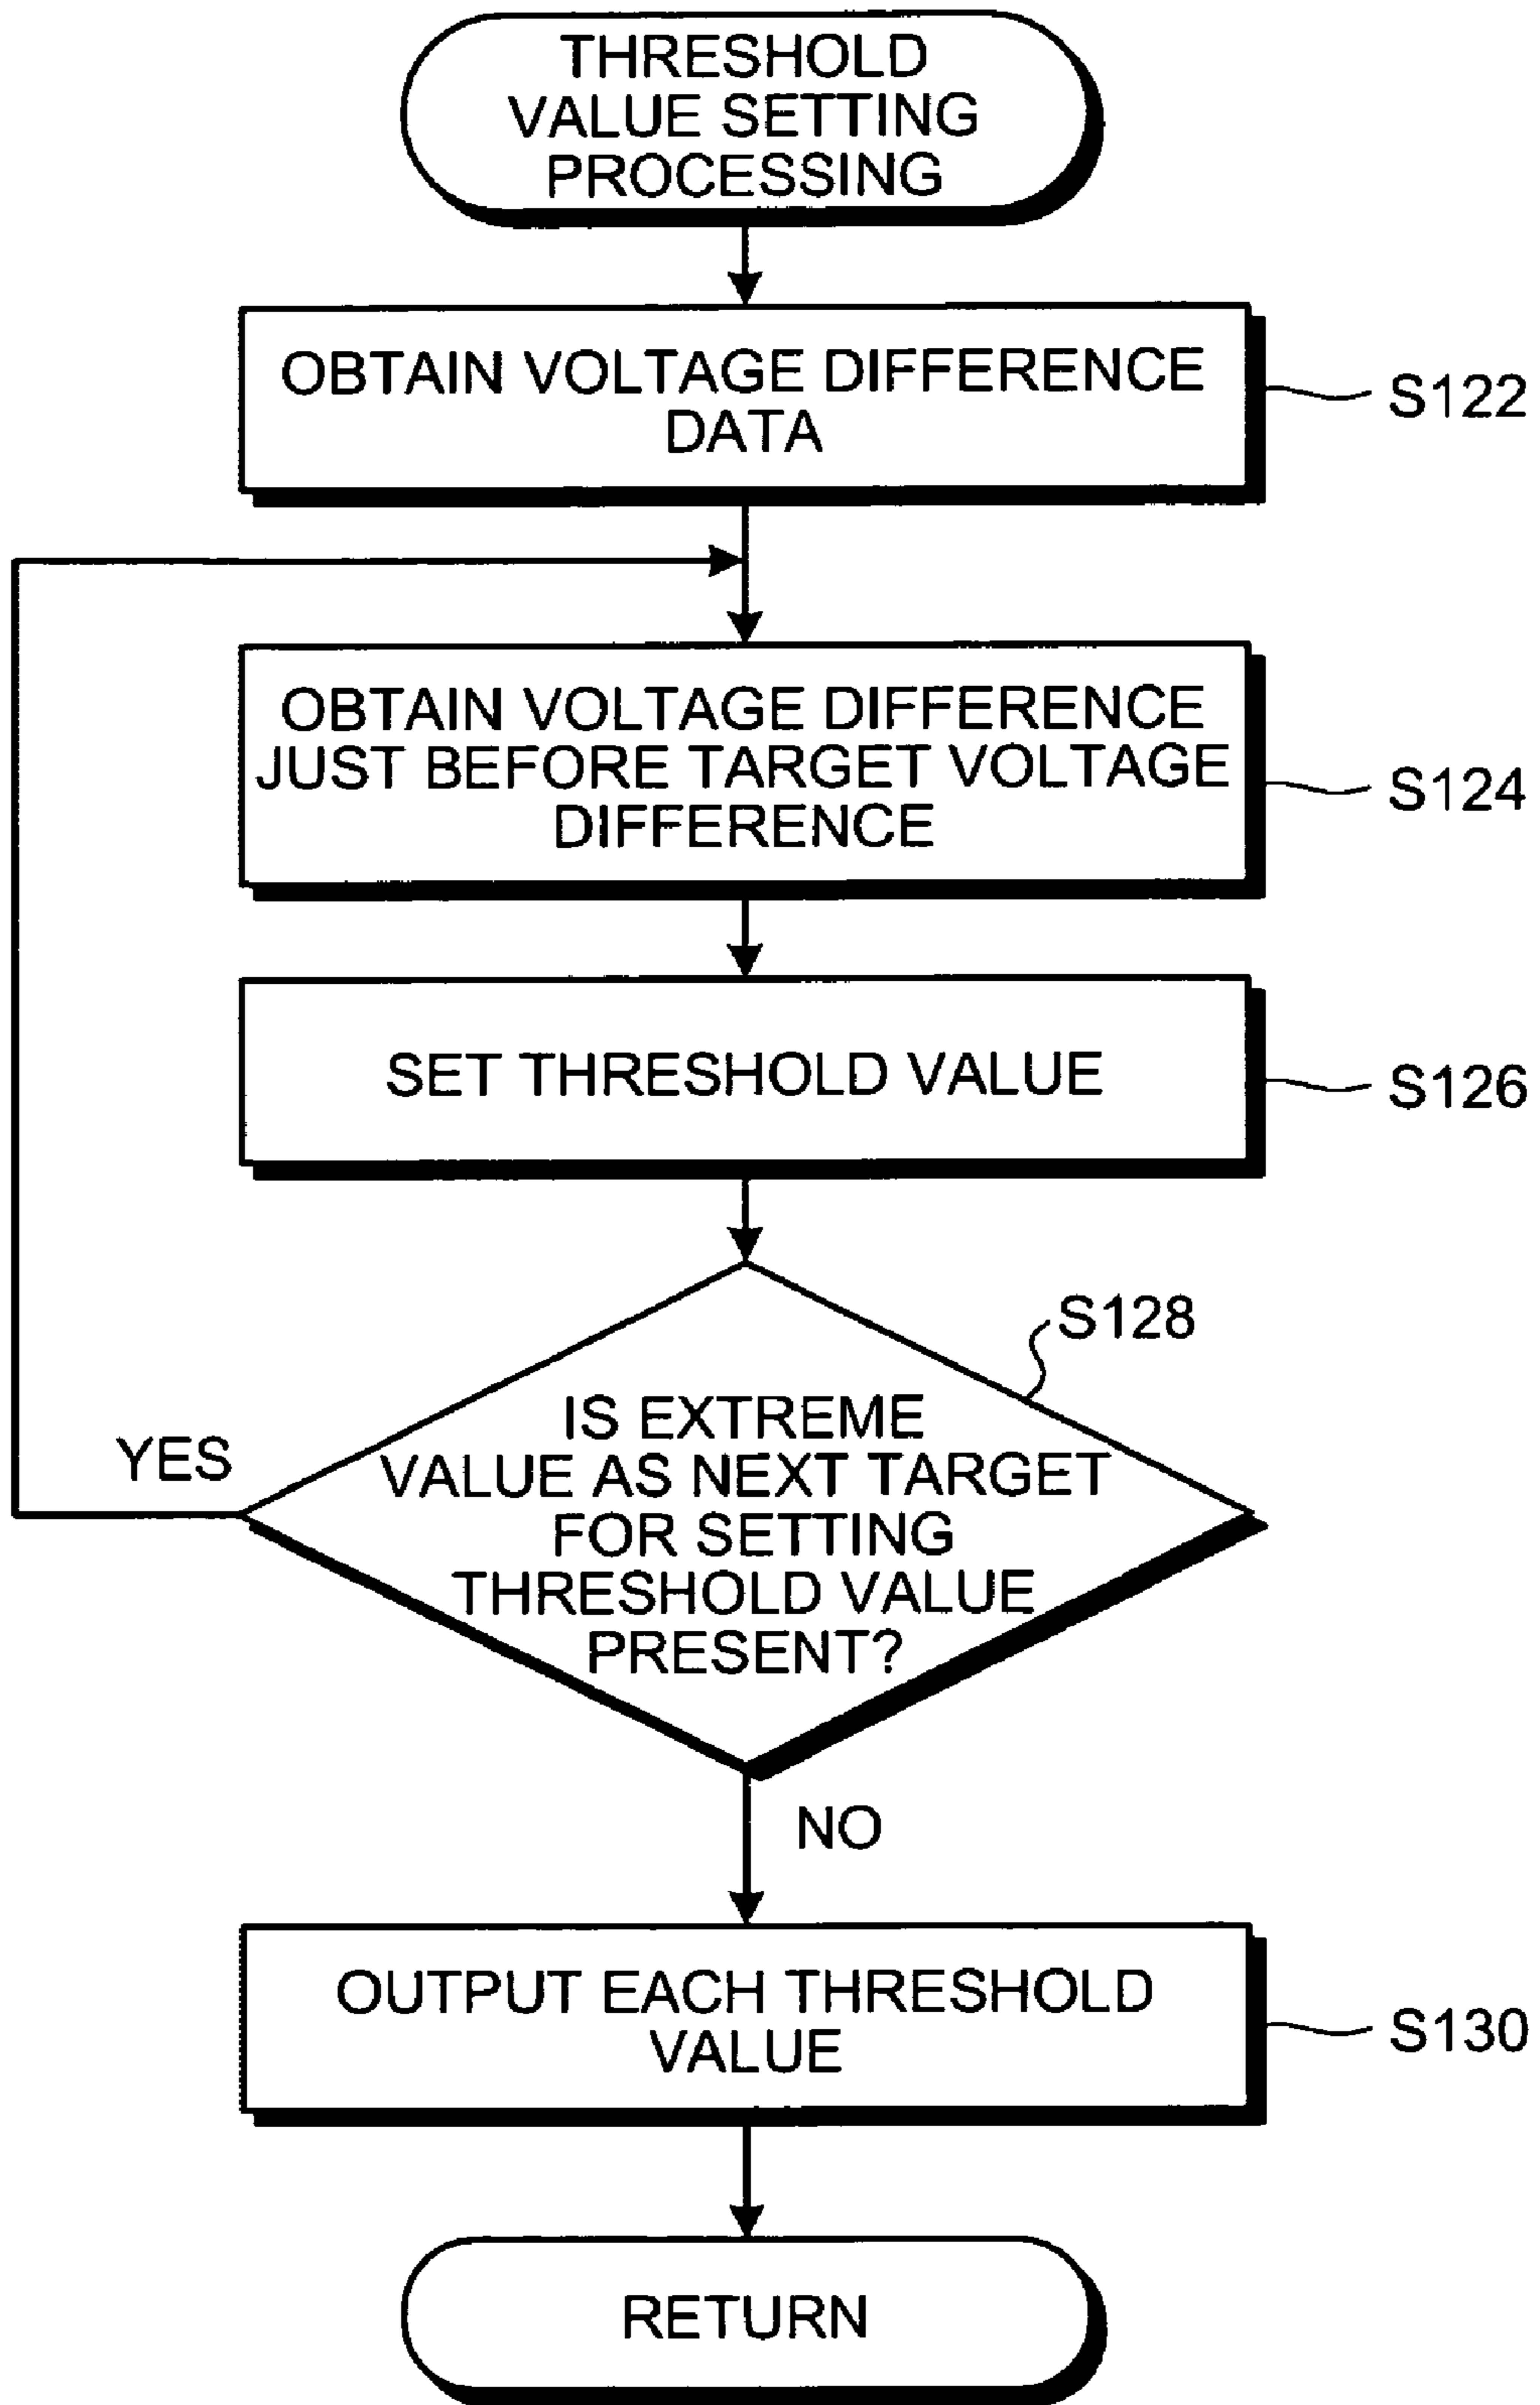 THRESHOLD
VALUE SETTING
PROCESSING
OBTAIN VOLTAGE DIFFERENCE
DATA
S122
OBTAIN VOLTAGE DIFFERENCE
JUST BEFORE TARGET VOLTAGE
DIFFERENCE
S124
SET THRESHOLD VALUE
S126
S128
IS EXTREME
VALUE AS NEXT TARGET
FOR SETTING
THRESHOLD VALUE
PRESENT?
YES
NO
OUTPUT EACH THRESHOLD
VALUE
S130
RETURN